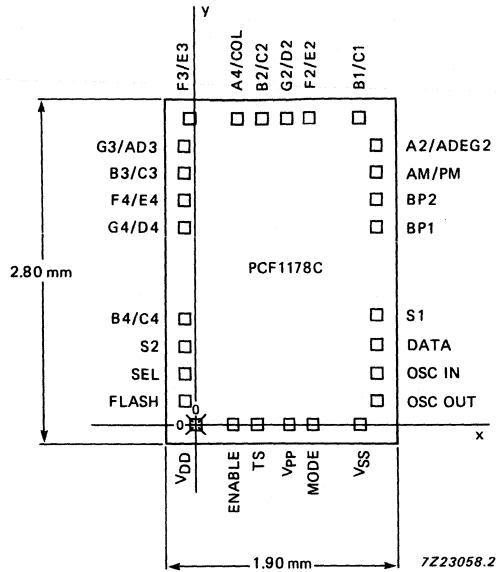 y
F3/E3
A4/COL
B2/C2
G2/D2
F2/E2
B1/C1
G3/AD3
A2/ADEG2
B3/C3
AM/PM
F4/E4
BP2
G4/D4
BP1
2.80 mm
PCF1178C
B4/C4
S1
S2
DATA
SEL
OSC IN
FLASH
OSC OUT
0
0
x
VDD
ENABLE
TS
VPP
MODE
VSS
1.90 mm
7Z23058.2